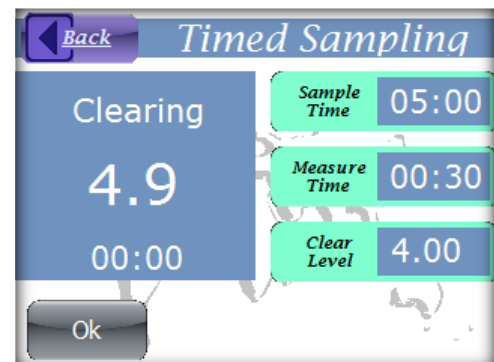 Back
Timed Sampling
Clearing
4.9
00:00
Sample
Time
05:00
Measure
Time
00:30
Clear
Level
4.00
Ok